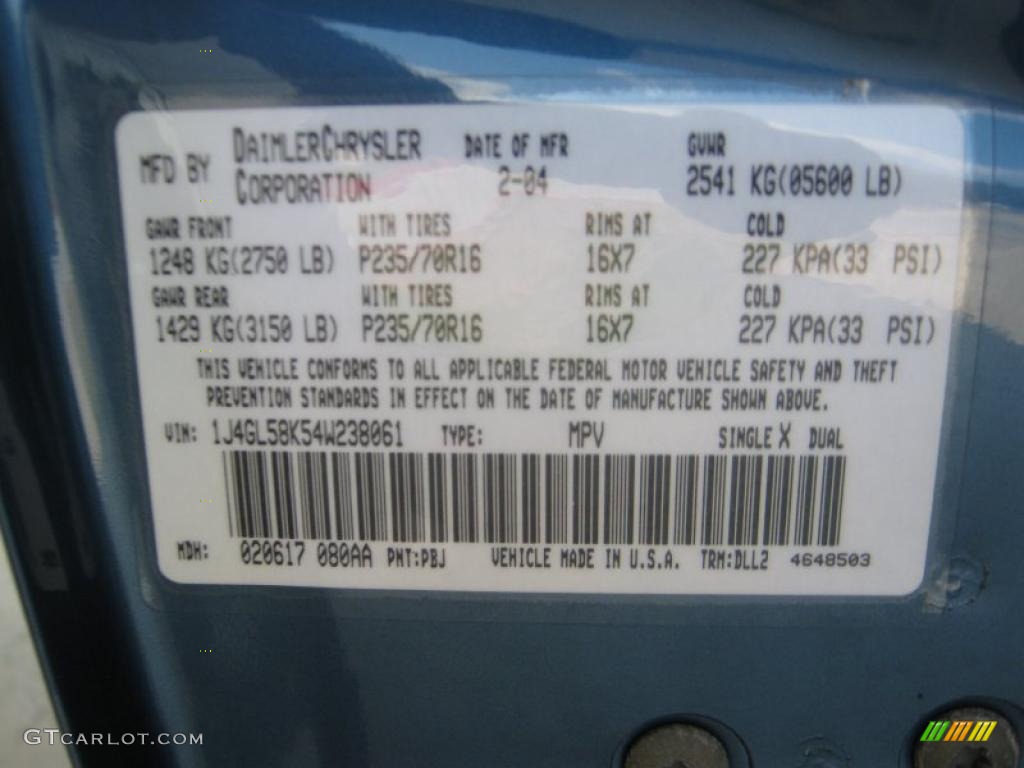 MFD BY DAIMLERCHRYSLER CORPORATION DATE OF MFR 2-04 GVWR 2541 KG(05600 LB)
GAWR FRONT WITH TIRES RIMS AT COLD
1248 KG(2750 LB) P235/70R16 16X7 227 KPA(33 PSI)
GAWR REAR WITH TIRES RIMS AT COLD
1429 KG(3150 LB) P235/70R16 16X7 227 KPA(33 PSI)
THIS VEHICLE CONFORMS TO ALL APPLICABLE FEDERAL MOTOR VEHICLE SAFETY AND THEFT
PREVENTION STANDARDS IN EFFECT ON THE DATE OF MANUFACTURE SHOWN ABOVE.
VIN: 1J4GL58K54W238061 TYPE: MPV SINGLE X DUAL
MDH: 020617 080AA PNT:PBJ VEHICLE MADE IN U.S.A. TRM:DLL2 4648503
GTCARLOT.COM